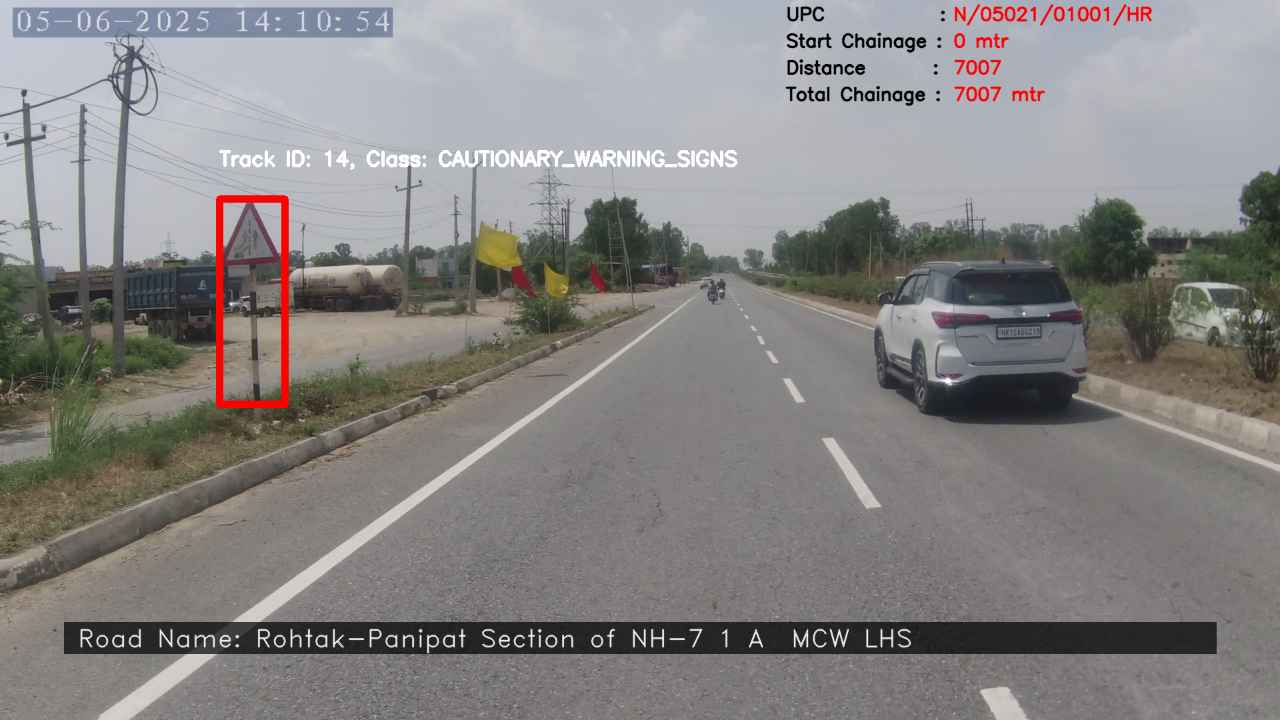 05-06-2025 14:10:54
UPC : N/05021/01001/HR
Start Chainage : 0 mtr
Distance : 7007
Total Chainage : 7007 mtr
Track ID: 14, Class: CAUTIONARY_WARNING_SIGNS
Road Name: Rohtak-Panipat Section of NH-7 1 A MCW LHS